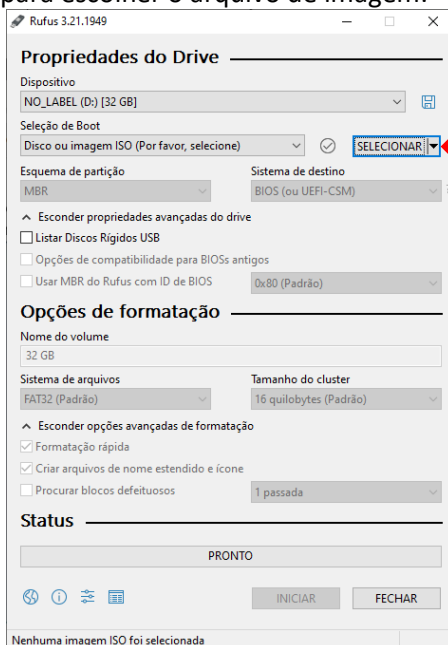 para escolher o arquivo de imagem.
Rufus 3.21.1949
Propriedades do Drive
Dispositivo
NO_LABEL (D:) [32 GB]
Seleção de Boot
Disco ou imagem ISO (Por favor, selecione) SELECIONAR
Esquema de partição Sistema de destino
MBR BIOS (ou UEFI-CSM)
Esconder propriedades avançadas do drive
Listar Discos Rígidos USB
Opções de compatibilidade para BIOSs antigos
Usar MBR do Rufus com ID de BIOS 0x80 (Padrão)
Opções de formatação
Nome do volume
32 GB
Sistema de arquivos Tamanho do cluster
FAT32 (Padrão) 16 quilobytes (Padrão)
Esconder opções avançadas de formatação
Formatação rápida
Criar arquivos de nome estendido e ícone
Procurar blocos defeituosos 1 passada
Status
PRONTO
INICIAR FECHAR
Nenhuma imagem ISO foi selecionada